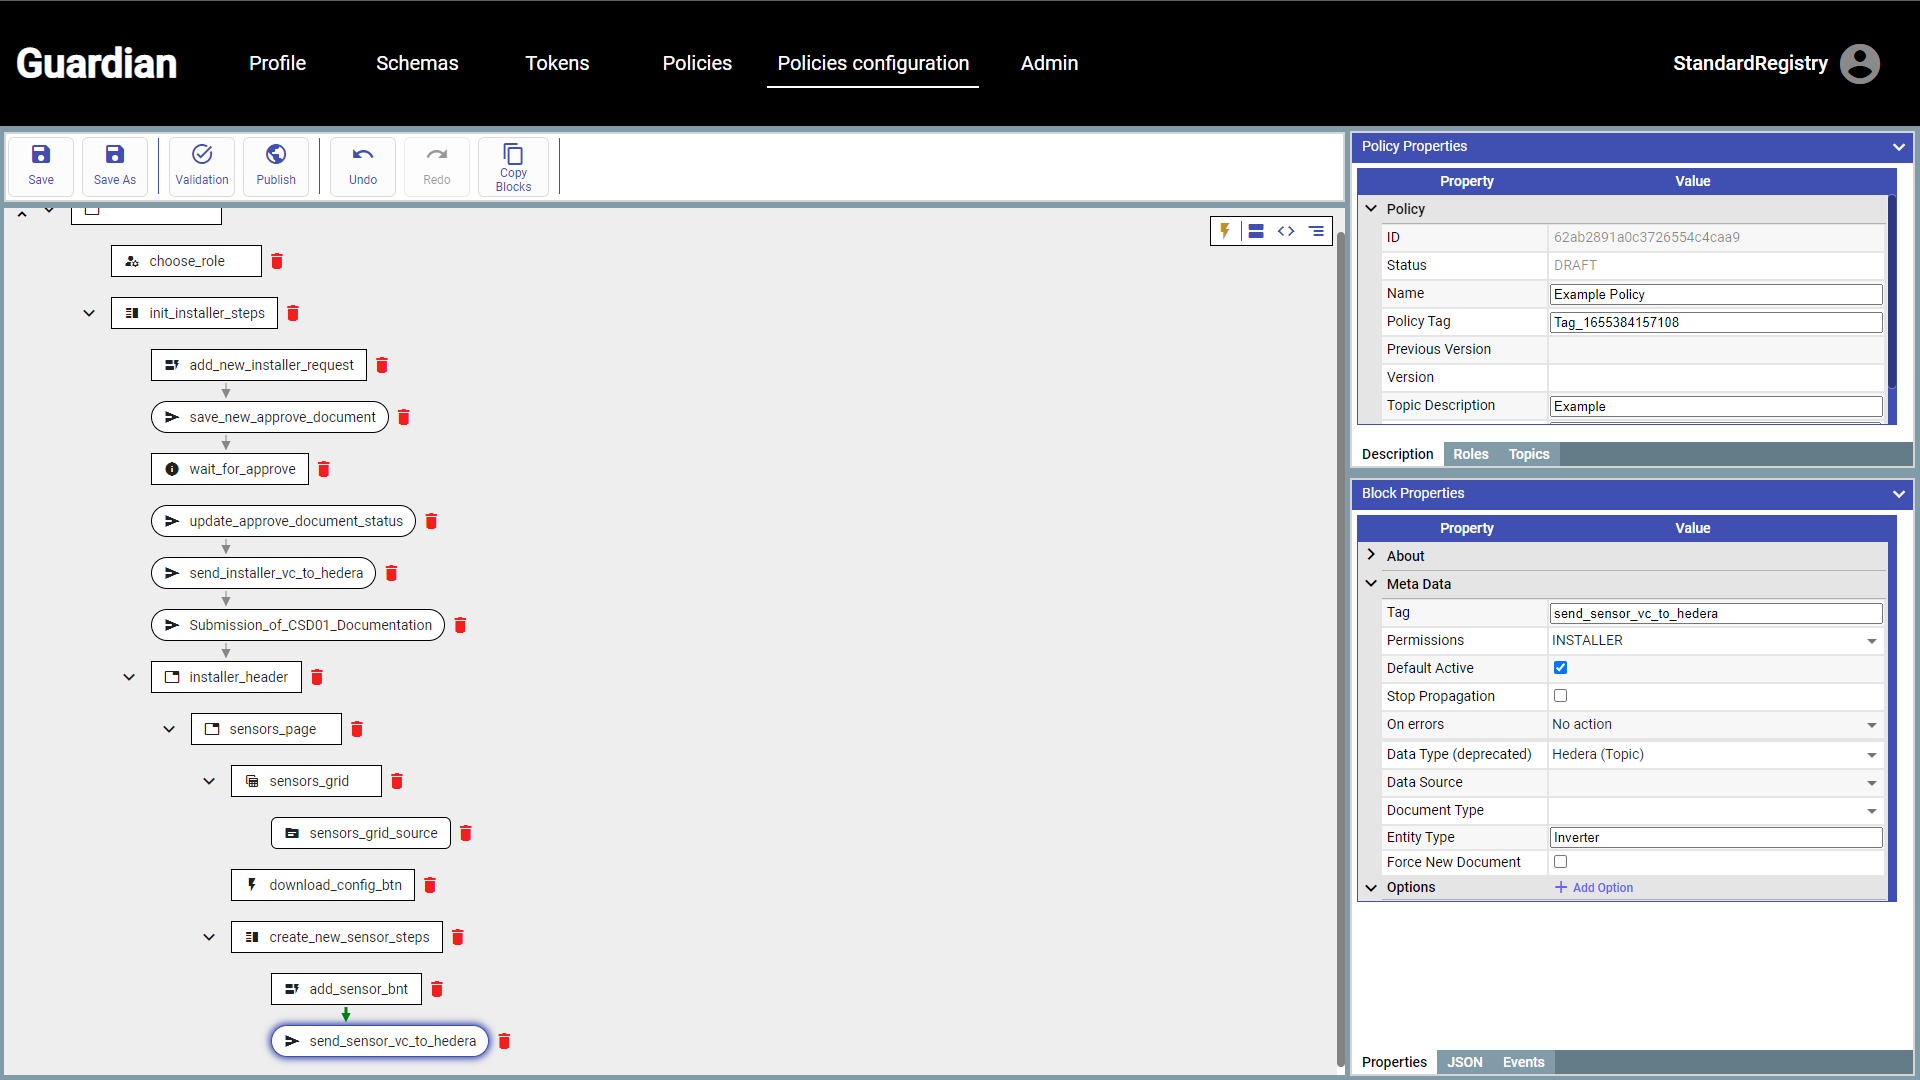 Guardian
Profile
Schemas
Tokens
Policies
Policies configuration
Admin
StandardRegistry
Save
Save As
Validation
Publish
Undo
Redo
Copy
Blocks
choose_role
init_installer_steps
add_new_installer_request
save_new_approve_document
wait_for_approve
update_approve_document_status
send_installer_vc_to_hedera
Submission_of_CSD01_Documentation
installer_header
sensors_page
sensors_grid
sensors_grid_source
download_config_btn
create_new_sensor_steps
add_sensor_bnt
send_sensor_vc_to_hedera
Policy Properties
Property Value
Policy
ID 62ab2891a0c3726554c4caa9
Status DRAFT
Name Example Policy
Policy Tag Tag_1655384157108
Previous Version
Version
Topic Description Example
Description Roles Topics
Block Properties
Property Value
About
Meta Data
Tag send_sensor_vc_to_hedera
Permissions INSTALLER
Default Active
Stop Propagation
On errors No action
Data Type (deprecated) Hedera (Topic)
Data Source
Document Type
Entity Type Inverter
Force New Document
Options Add Option
Properties JSON Events